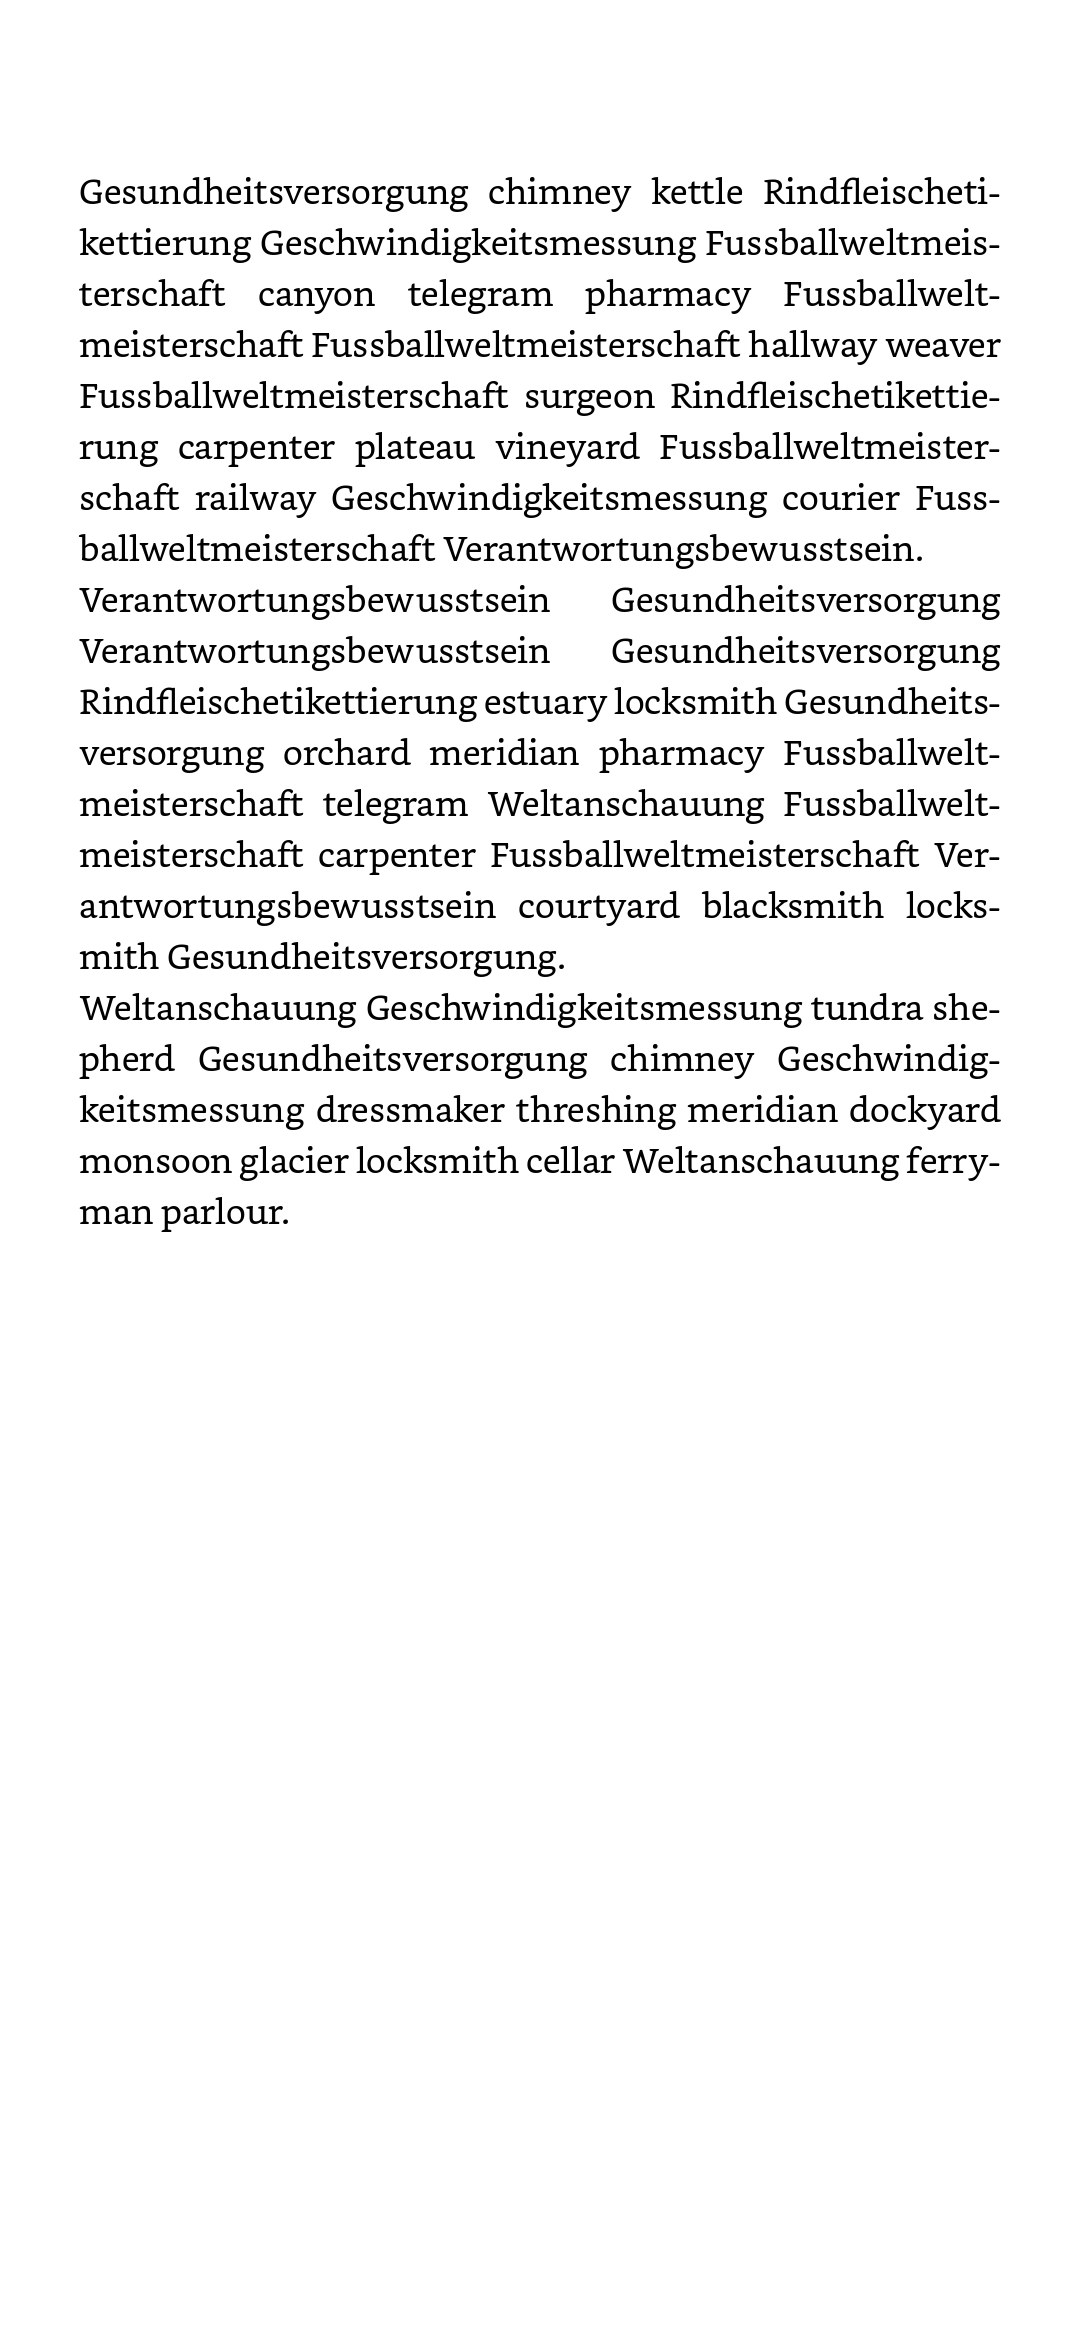 Gesundheitsversorgung chimney kettle Rindfleischeti-
kettierung Geschwindigkeitsmessung Fussballweltmeis-
terschaft canyon telegram pharmacy Fussballwelt-
meisterschaft Fussballweltmeisterschaft hallway weaver
Fussballweltmeisterschaft surgeon Rindfleischetikettie-
rung carpenter plateau vineyard Fussballweltmeister-
schaft railway Geschwindigkeitsmessung courier Fuss-
ballweltmeisterschaft Verantwortungsbewusstsein.
Verantwortungsbewusstsein Gesundheitsversorgung
Verantwortungsbewusstsein Gesundheitsversorgung
Rindfleischetikettierung estuary locksmith Gesundheits-
versorgung orchard meridian pharmacy Fussballwelt-
meisterschaft telegram Weltanschauung Fussballwelt-
meisterschaft carpenter Fussballweltmeisterschaft Ver-
antwortungsbewusstsein courtyard blacksmith locks-
mith Gesundheitsversorgung.
Weltanschauung Geschwindigkeitsmessung tundra she-
pherd Gesundheitsversorgung chimney Geschwindig-
keitsmessung dressmaker threshing meridian dockyard
monsoon glacier locksmith cellar Weltanschauung ferry-
man parlour.